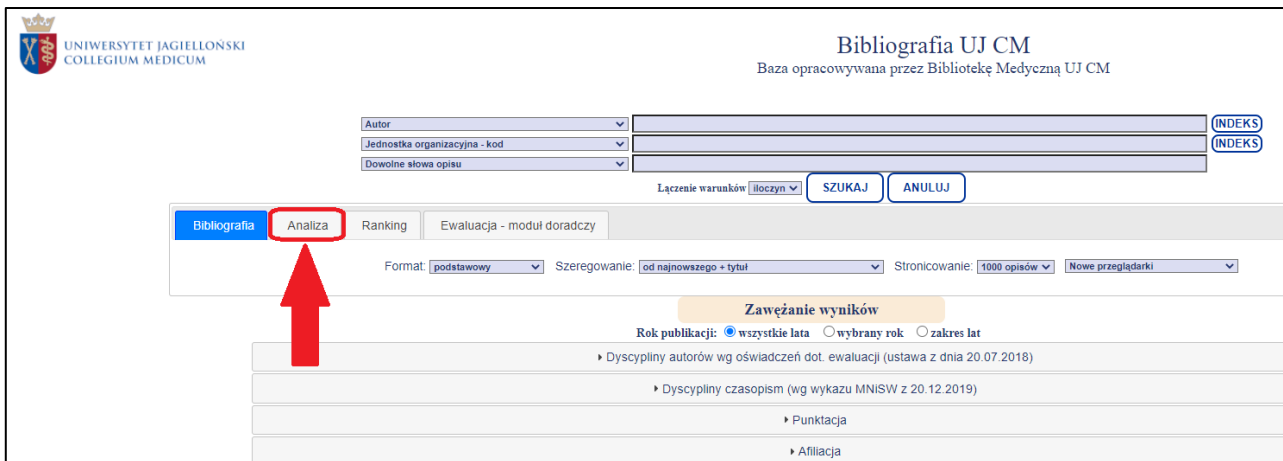 UNIWERSYTET JAGIELLOŃSKI
COLLEGIUM MEDICUM
Bibliografia UJ CM
Baza opracowywana przez Bibliotekę Medyczną UJ CM
Autor INDEKS
Jednostka organizacyjna - kod INDEKS
Dowolne słowa opisu
Łączenie warunków iloczyn SZUKAJ ANULUJ
Bibliografia Analiza Ranking Ewaluacja - moduł doradczy
Format: podstawowy Szeregowanie: od najnowszego + tytuł Stronicowanie: 1000 opisów Nowe przeglądarki
Zawężanie wyników
Rok publikacji: wszystkie lata wybrany rok zakres lat
Dyscypliny autorów wg oświadczeń dot. ewaluacji (ustawa z dnia 20.07.2018)
Dyscypliny czasopism (wg wykazu MNiSW z 20.12.2019)
Punktacja
Afiliacja